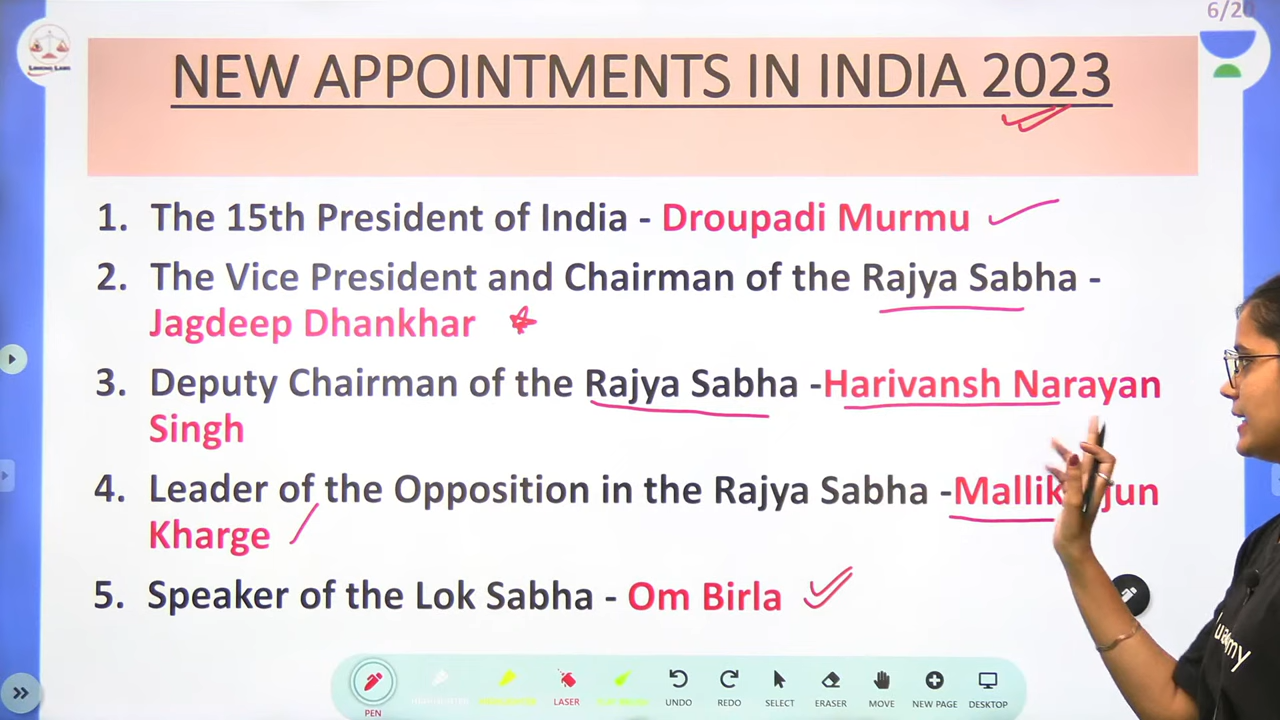 6/20
NEW APPOINTMENTS IN INDIA 2023
1. The 15th President of India - Droupadi Murmu
2. The Vice President and Chairman of the Rajya Sabha -
Jagdeep Dhankhar
3. Deputy Chairman of the Rajya Sabha -Harivansh Narayan
Singh
4. Leader of the Opposition in the Rajya Sabha -
Kharge
5. Speaker of the Lok Sabha - Om Birla
PEN
LASER
UNDO
REDO
SELECT
ERASER
MOVE
NEW PAGE
DESKTOP